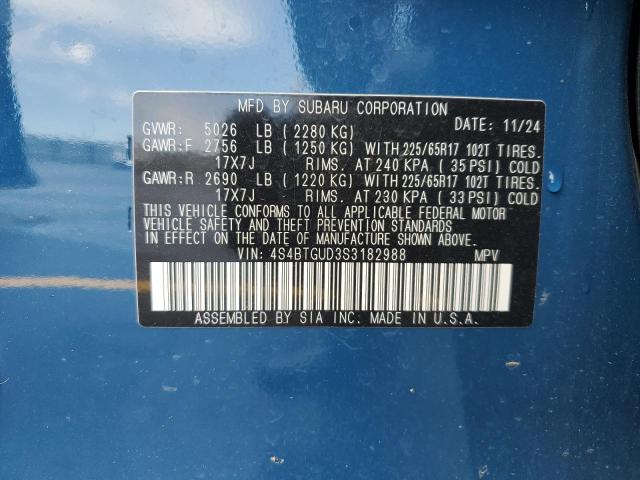 MFD BY SUBARU CORPORATION
GVWR: 5026 LB (2280 KG) DATE: 11/24
GAWR:F 2756 LB (1250 KG) WITH 225/65R17 102T TIRES.
17X7J RIMS. AT 240 KPA (35 PSI) COLD
GAWR:R 2690 LB (1220 KG) WITH 225/65R17 102T TIRES.
17X7J RIMS. AT 230 KPA (33 PSI) COLD
THIS VEHICLE CONFORMS TO ALL APPLICABLE FEDERAL MOTOR
VEHICLE SAFETY AND THEFT PREVENTION STANDARDS
IN EFFECT ON THE DATE OF MANUFACTURE SHOWN ABOVE.
VIN: 4S4BTGUD3S3182988 MPV
ASSEMBLED BY SIA INC. MADE IN U.S.A.